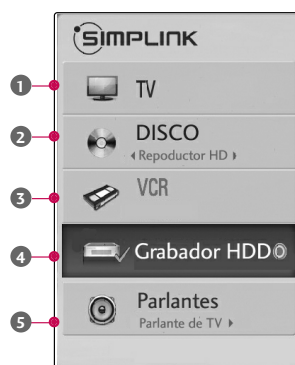 SIMPLINK
1 TV
2 DISCO
Repoductor HD
3 VCR
4 Grabador HDD
5 Parlantes
Parlante de TV